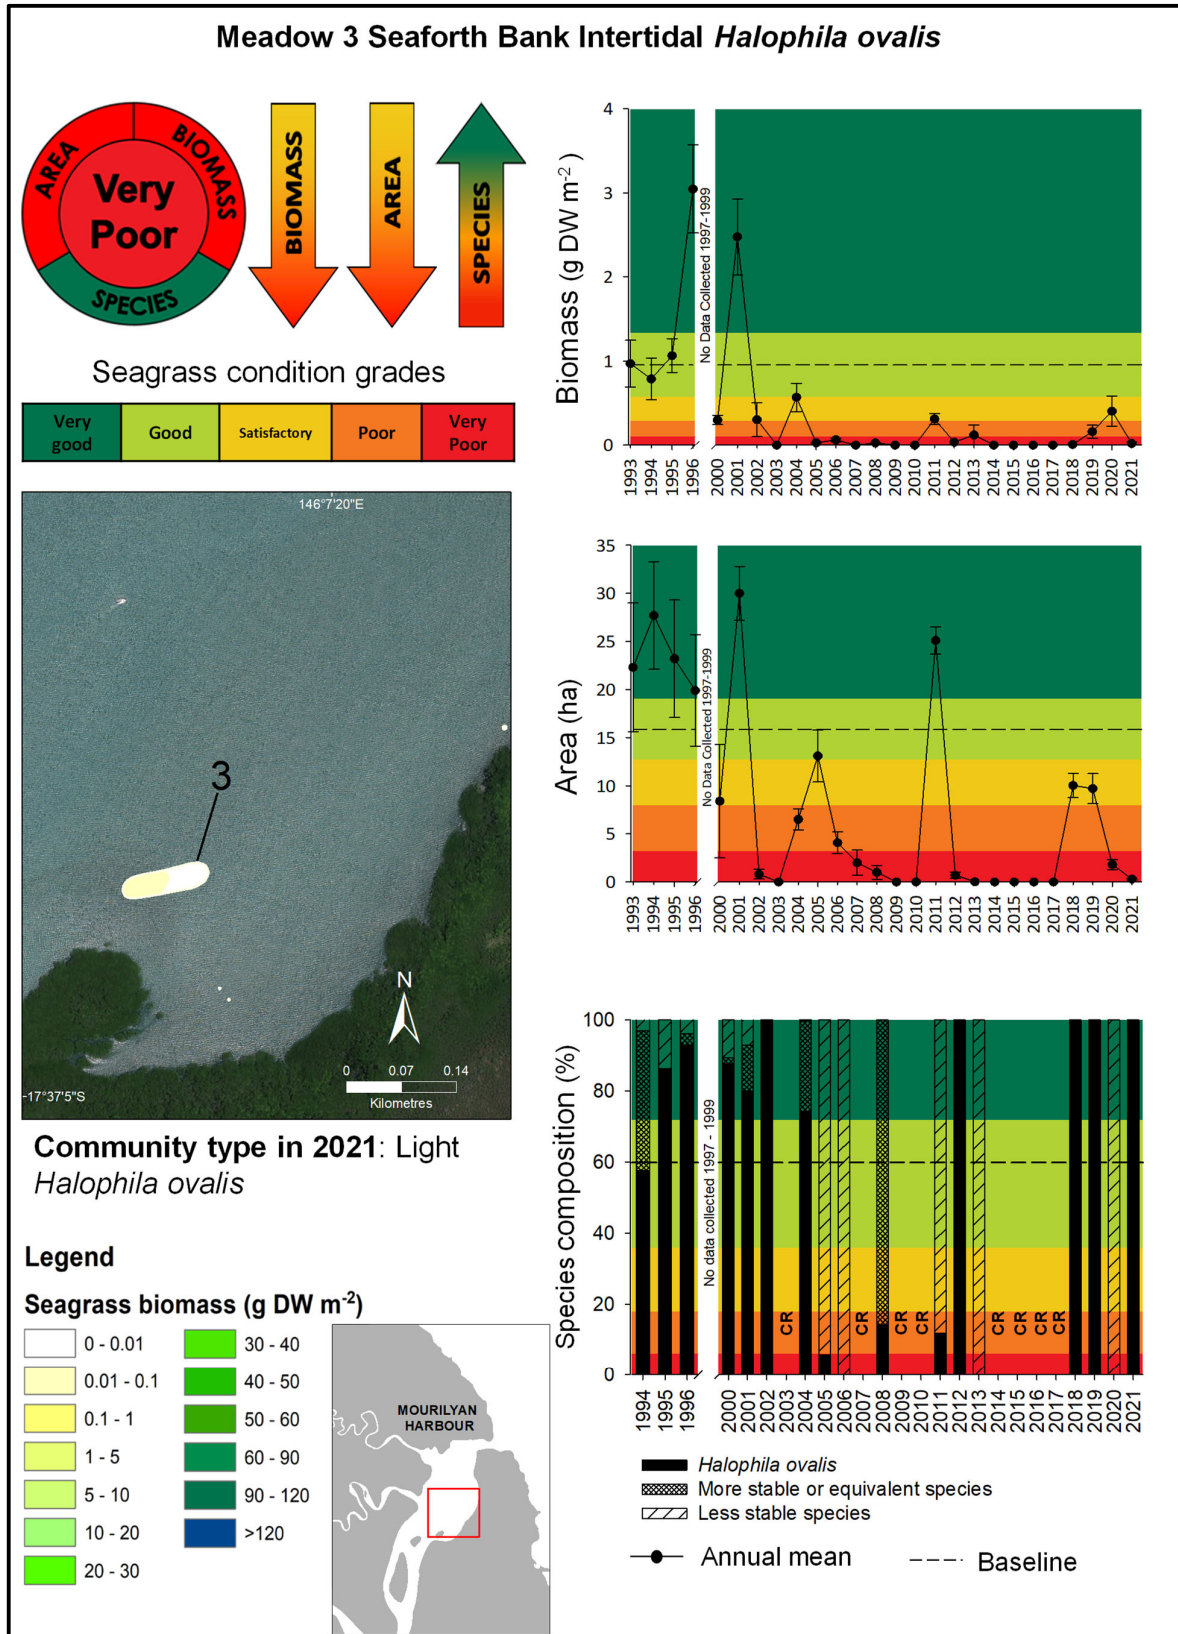 Meadow 3 Seaforth Bank Intertidal Halophila ovalis
AREA
BIOMASS
Very
Poor
SPECIES
BIOMASS
AREA
SPECIES
Seagrass condition grades
Very
good
Good
Satisfactory
Poor
Very
Poor
146°7'20"E
3
N
0 0.07 0.14
Kilometres
-17°37'5"S
Community type in 2021: Light
Halophila ovalis
Legend
Seagrass biomass (g DW m-2)
0 - 0.01
0.01 - 0.1
0.1 - 1
1 - 5
5 - 10
10 - 20
20 - 30
30 - 40
40 - 50
50 - 60
60 - 90
90 - 120
>120
MOURILYAN
HARBOUR
Biomass (g DW m-2)
4
3
2
1
0
No Data Collected 1997-1999
1993 1994 1995 1996 2000 2001 2002 2003 2004 2005 2006 2007 2008 2009 2010 2011 2012 2013 2014 2015 2016 2017 2018 2019 2020 2021
Area (ha)
35
30
25
20
15
10
5
0
No Data Collected 1997-1999
1993 1994 1995 1996 2000 2001 2002 2003 2004 2005 2006 2007 2008 2009 2010 2011 2012 2013 2014 2015 2016 2017 2018 2019 2020 2021
Species composition (%)
100
80
60
40
20
0
No data collected 1997 - 1999
CR CR CR CR CR CR CR CR
1994 1995 1996 2000 2001 2002 2003 2004 2005 2006 2007 2008 2009 2010 2011 2012 2013 2014 2015 2016 2017 2018 2019 2020 2021
Halophila ovalis
More stable or equivalent species
Less stable species
Annual mean
Baseline